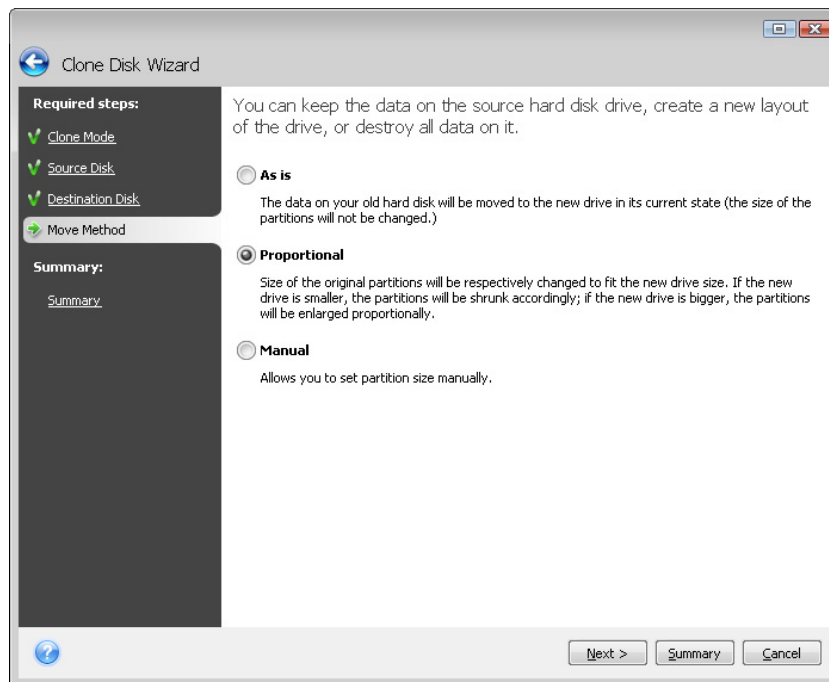 Clone Disk Wizard
Required steps:
Clone Mode
Source Disk
Destination Disk
Move Method
Summary:
Summary
You can keep the data on the source hard disk drive, create a new layout
of the drive, or destroy all data on it.
As is
The data on your old hard disk will be moved to the new drive in its current state (the size of the
partitions will not be changed.)
Proportional
Size of the original partitions will be respectively changed to fit the new drive size. If the new
drive is smaller, the partitions will be shrunk accordingly; if the new drive is bigger, the partitions
will be enlarged proportionally.
Manual
Allows you to set partition size manually.
?
Next > Summary Cancel